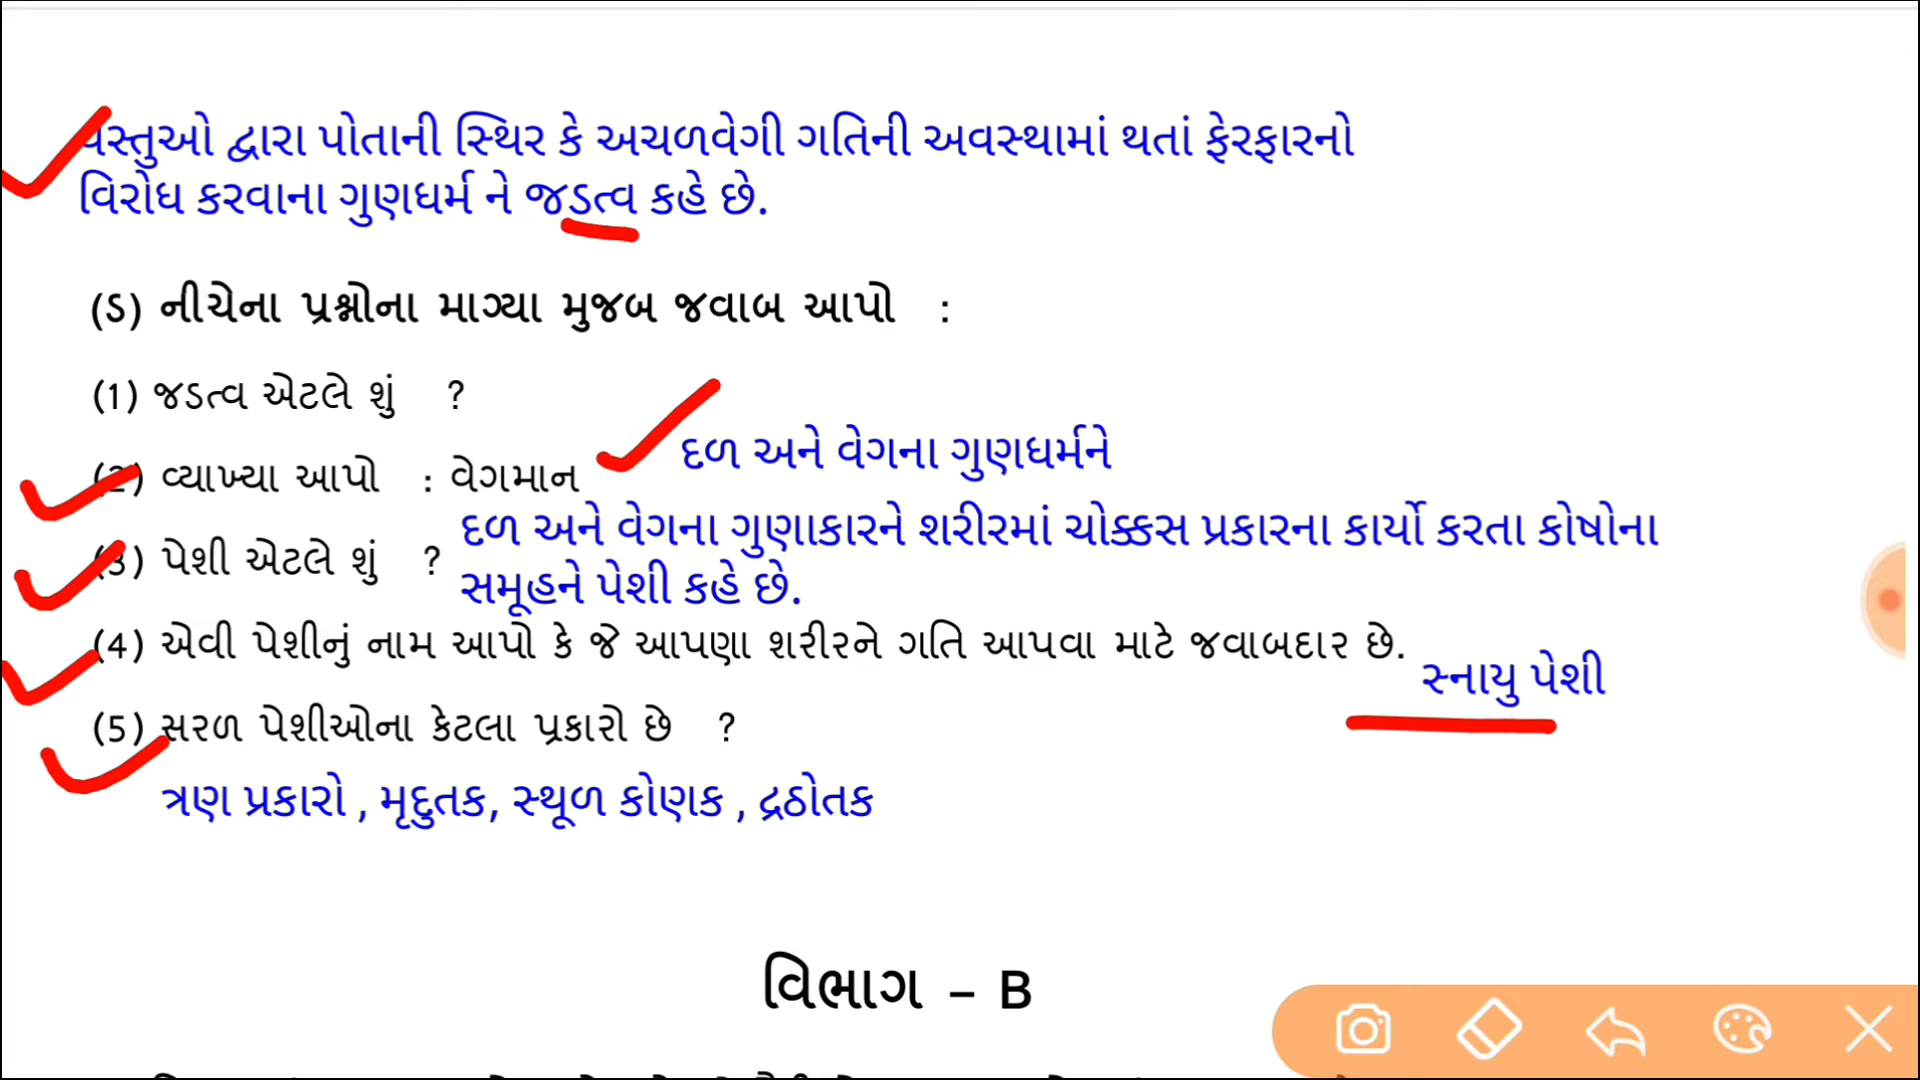 વસ્તુઓ દ્વારા પોતાની સ્થિર કે અચળવેગી ગતિની અવસ્થામાં થતાં ફેરફારનો
વિરોધ કરવાના ગુણધર્મ ને જડત્વ કહે છે.
(ડ) નીચેના પ્રશ્નોના માગ્યા મુજબ જવાબ આપો :
(1) જડત્વ એટલે શું ?
દળ અને વેગના ગુણધર્મને
(2) વ્યાખ્યા આપો : વેગમાન
દળ અને વેગના ગુણાકારને શરીરમાં ચોક્કસ પ્રકારના કાર્યો કરતા કોષોના
(3) પેશી એટલે શું ?
સમૂહને પેશી કહે છે.
(4) એવી પેશીનું નામ આપો કે જે આપણા શરીરને ગતિ આપવા માટે જવાબદાર છે.
સ્નાયુ પેશી
(5) સરળ પેશીઓના કેટલા પ્રકારો છે ?
ત્રણ પ્રકારો , મૃદુતક, સ્થૂળ કોણક , દ્રઠોતક
વિભાગ – B